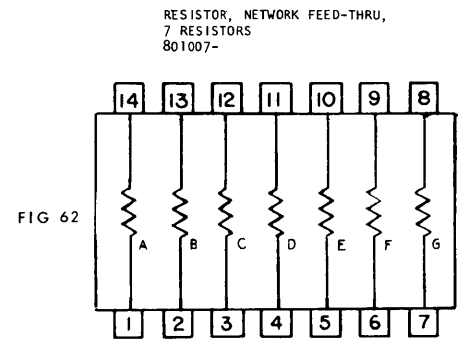 RESISTOR, NETWORK FEED-THRU,
7 RESISTORS
801007-
14 13 12 11 10 9 8
FIG 62
A B C D E F G
1 2 3 4 5 6 7